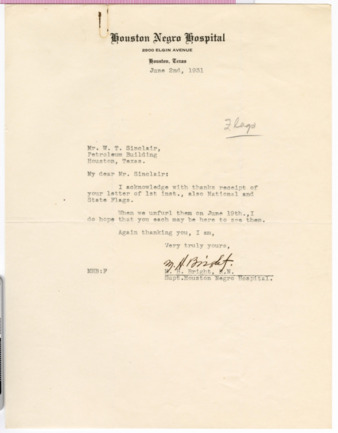 Houston Negro Hospital
2900 ELGIN AVENUE
Houston, Texas
June 2nd, 1931
Flags
Mr. W. T. Sinclair,
Petroleum Building
Houston, Texas.
My dear Mr. Sinclair:
I acknowledge with thanks receipt of
your letter of 1st inst., also National and
State Flags.
When we unfurl them on June 19th., I
do hope that you each may be here to see them.
Again thanking you, I am,
Very truly yours,
Bright, R.N.
Supt. Houston Negro Hospital.